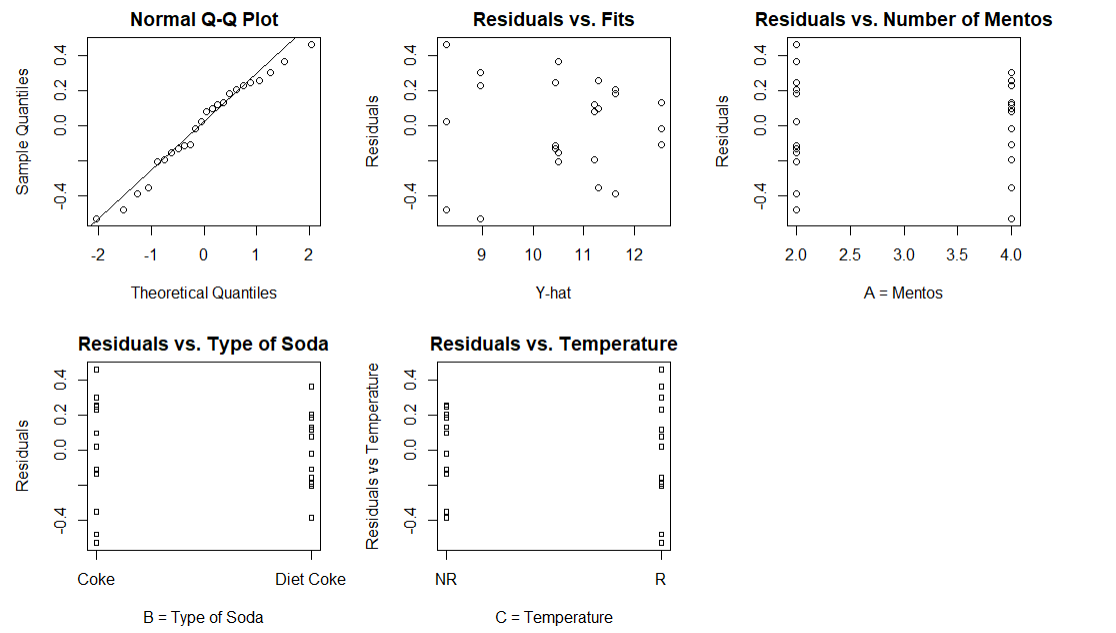 Normal Q-Q Plot
Sample Quantiles
0.4
0.2
0.0
-0.4
-2
-1
0
1
2
Theoretical Quantiles
Residuals vs. Fits
Residuals
0.4
0.2
0.0
-0.4
9
10
11
12
Y-hat
Residuals vs. Number of Mentos
Residuals
0.4
0.2
0.0
-0.4
2.0
2.5
3.0
3.5
4.0
A = Mentos
Residuals vs. Type of Soda
Residuals
0.4
0.2
0.0
-0.4
Coke
Diet Coke
B = Type of Soda
Residuals vs. Temperature
Residuals vs Temperature
0.4
0.2
0.0
-0.4
NR
R
C = Temperature